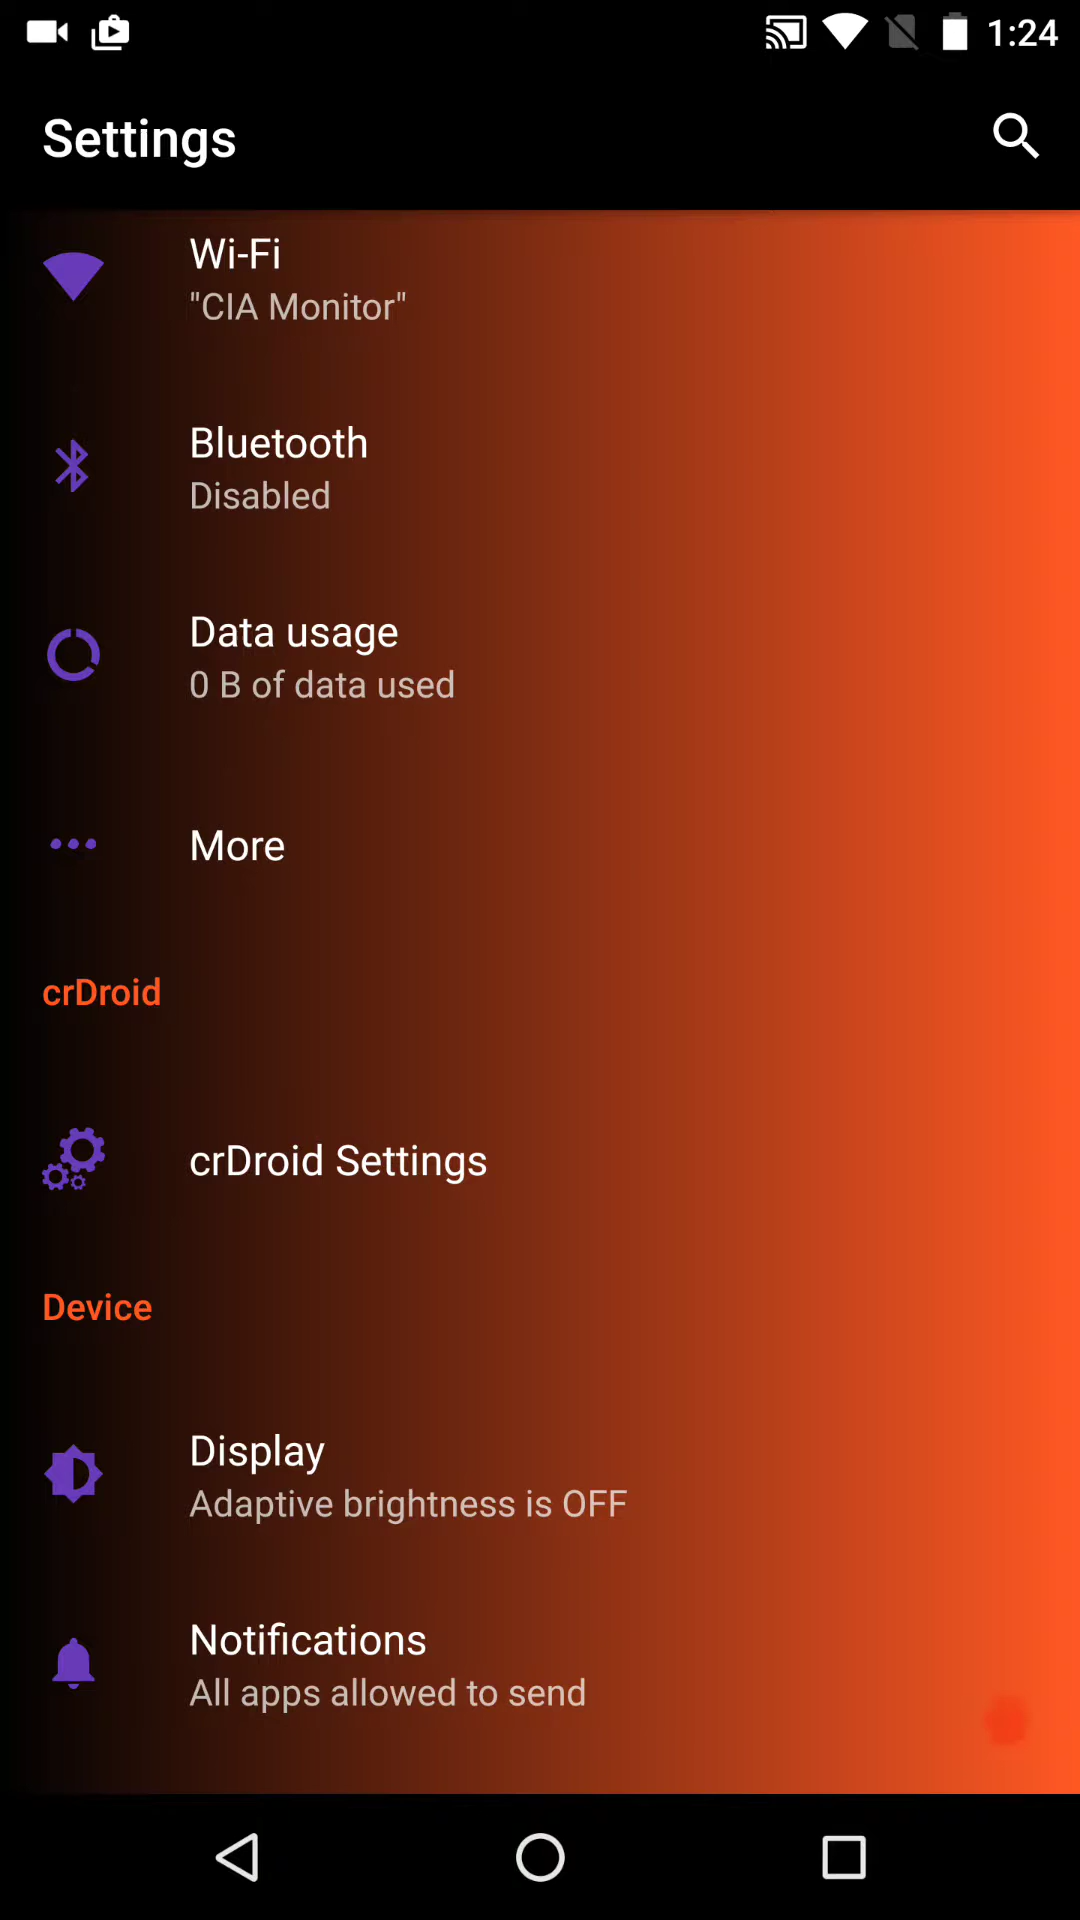 1:24
Settings
Wi-Fi
"CIA Monitor"
Bluetooth
Disabled
Data usage
0 B of data used
More
crDroid
crDroid Settings
Device
Display
Adaptive brightness is OFF
Notifications
All apps allowed to send